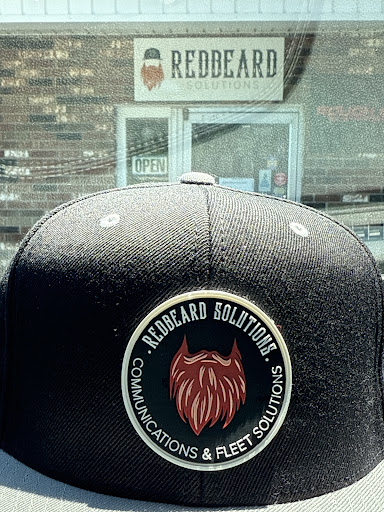 REDBEARD
SOLUTIONS
OPEN
· REDBEARD SOLUTIONS ·
COMMUNICATIONS & FLEET SOLUTIONS